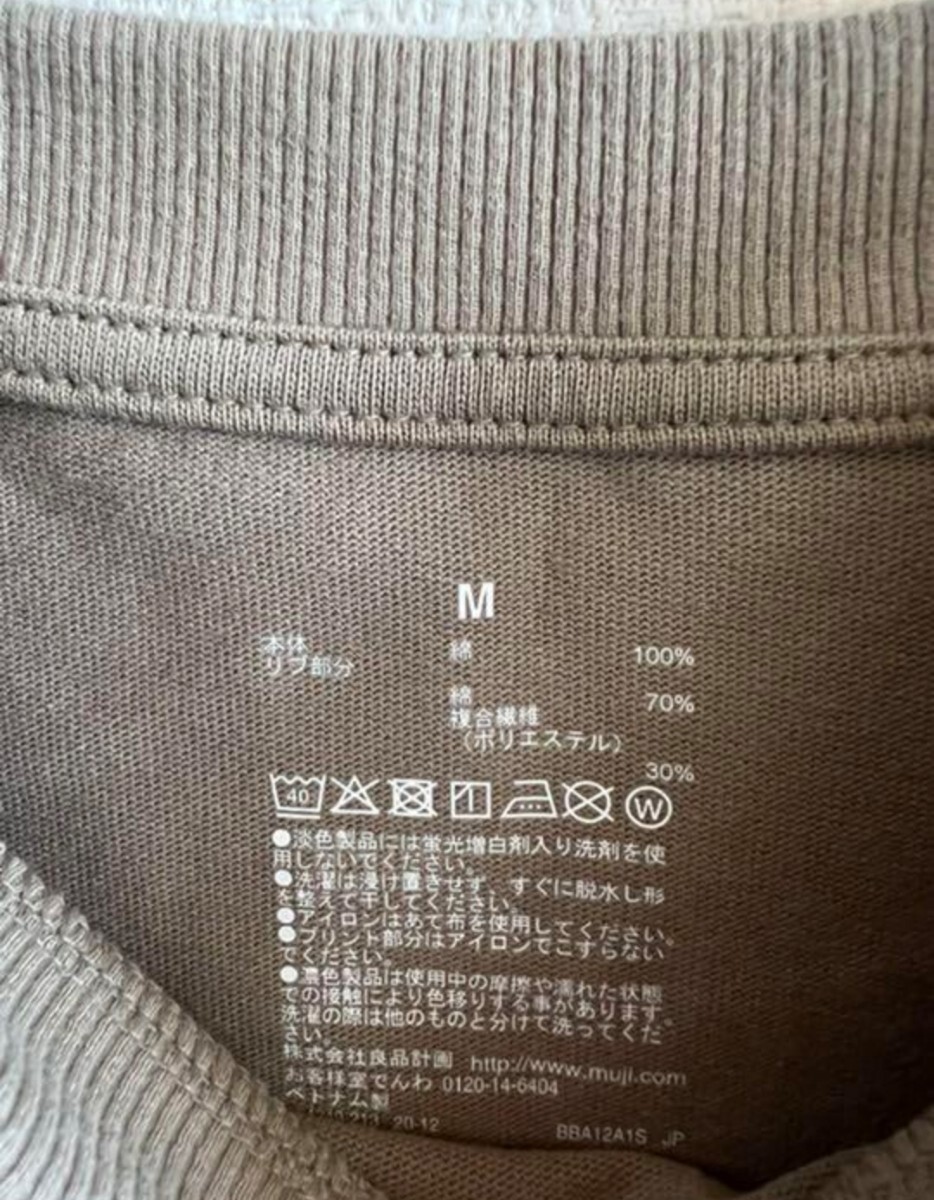 M
本体 綿 100%
リブ部分
綿 70%
複合繊維
（ポリエステル）
30%
40 W
●淡色製品には蛍光増白剤入り洗剤を使
用しないでください。
●洗濯は浸け置きせず、すぐに脱水し形
を整えて干してください。
●アイロンはあて布を使用してください。
●プリント部分はアイロンでこすらない
でください。
●濃色製品は使用中の摩擦や濡れた状態
での接触により色移りする事があります。
洗濯の際は他のものと分けて洗ってくだ
さい。
株式会社良品計画 http://www.muji.com
お客様室でんわ 0120-14-6404
ベトナム製
20-12 BBA12A1S JP